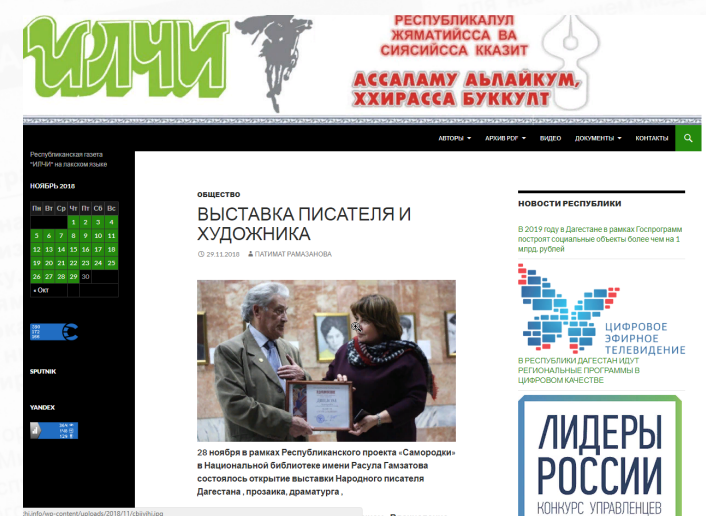 ИЛЧИ
РЕСПУБЛИКАЛУЛ
ЖЯМАТИЙССА ВА
СИЯСИЙССА ККАЗИТ
АССАЛАМУ АЬЛАЙКУМ,
ХХИРАССА БУККУЛТ
АВТОРЫ АРХИВ PDF ВИДЕО ДОКУМЕНТЫ КОНТАКТЫ
Республиканская газета
"ИЛЧИ" на лакском языке
НОЯБРЬ 2018
Пн Вт Ср Чт Пт Сб Вс
1 2 3 4
5 6 7 8 9 10 11
12 13 14 15 16 17 18
19 20 21 22 23 24 25
26 27 28 29 30
« Окт
SPUTNIK
YANDEX
ОБЩЕСТВО
ВЫСТАВКА ПИСАТЕЛЯ И
ХУДОЖНИКА
29.11.2018 ПАТИМАТ РАМАЗАНОВА
28 ноября в рамках Республиканского проекта «Самородки»
в Национальной библиотеке имени Расула Гамзатова
состоялось открытие выставки Народного писателя
Дагестана , прозаика, драматурга ,
НОВОСТИ РЕСПУБЛИКИ
В 2019 году в Дагестане в рамках Госпрограмм
построят социальные объекты более чем на 1
млрд. рублей
ЦИФРОВОЕ
ЭФИРНОЕ
ТЕЛЕВИДЕНИЕ
В РЕСПУБЛИКИ ДАГЕСТАН ИДУТ
РЕГИОНАЛЬНЫЕ ПРОГРАММЫ В
ЦИФРОВОМ КАЧЕСТВЕ
ЛИДЕРЫ
РОССИИ
КОНКУРС УПРАВЛЕНЦЕВ